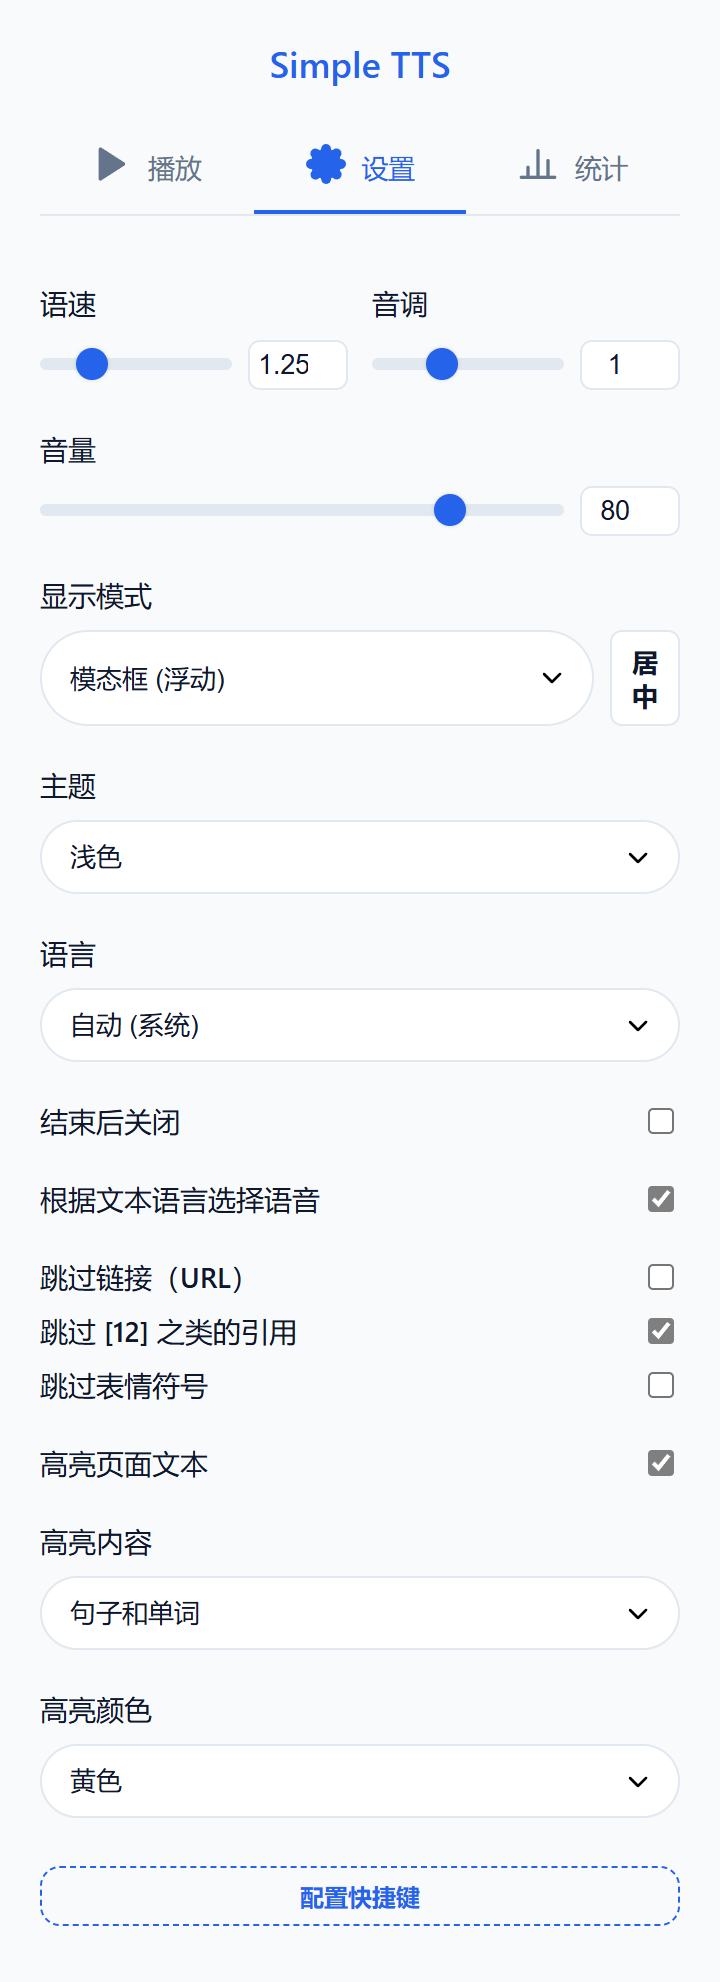 Simple TTS
播放 设置 统计
语速 音调
1.25 1
音量
80
显示模式
模态框 (浮动)
居中
主题
浅色
语言
自动 (系统)
结束后关闭
根据文本语言选择语音
跳过链接（URL）
跳过 [12] 之类的引用
跳过表情符号
高亮页面文本
高亮内容
句子和单词
高亮颜色
黄色
配置快捷键